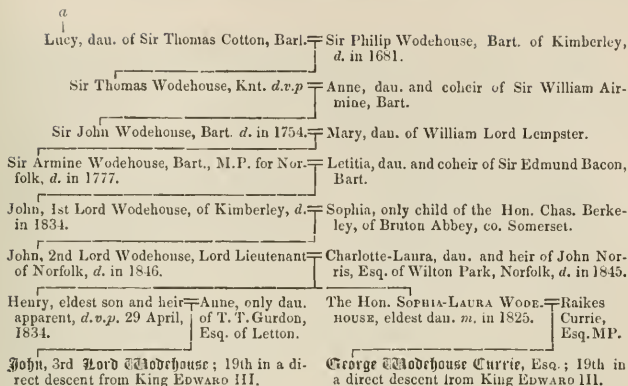 a
Lucy, dau. of Sir Thomas Cotton, Barl.
Sir Philip Wodehouse, Bart. of Kimberley,
d. in 1681.
Sir Thomas Wodehouse, Knt. d.v.p
Anne, dau. and coheir of Sir William Air-
mine, Bart.
Sir John Wodehouse, Bart. d. in 1754.
Mary, dau. of William Lord Lempster.
Sir Armine Wodehouse, Bart., M.P. for Nor-
folk, d. in 1777.
Letitia, dau. and coheir of Sir Edmund Bacon,
Bart.
John, 1st Lord Wodehouse, of Kimberley, d.
in 1834.
Sophia, only child of the Hon. Chas. Berke-
ley, of Bruton Abbey, co. Somerset.
John, 2nd Lord Wodehouse, Lord Lieutenant
of Norfolk, d. in 1846.
Charlotte-Laura, dau. and heir of John Nor-
ris, Esq. of Wilton Park, Norfolk, d. in 1845.
Henry, eldest son and heir
apparent, d.v.p. 29 April,
1834.
Anne, only dau.
of T. T. Gurdon,
Esq. of Letton.
The Hon. SOPHIA-LAURA WODE-
HOUSE, eldest dau. m. in 1825.
Raikes
Currie,
Esq. MP.
John, 3rd Lord Wodehouse; 19th in a di-
rect descent from King EDWARD III.
George Wodehouse Currie, ESQ.; 19th in
a direct descent from King EDWARD III.